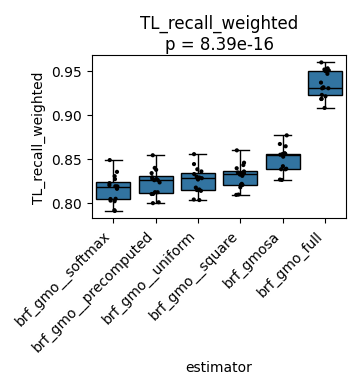 TL_recall_weighted
p = 8.39e-16
TL_recall_weighted
0.95
0.90
0.85
0.80
brf_gmo__softmax
brf_gmo__precomputed
brf_gmo__uniform
brf_gmo__square
brf_gmosa
brf_gmo_full
estimator